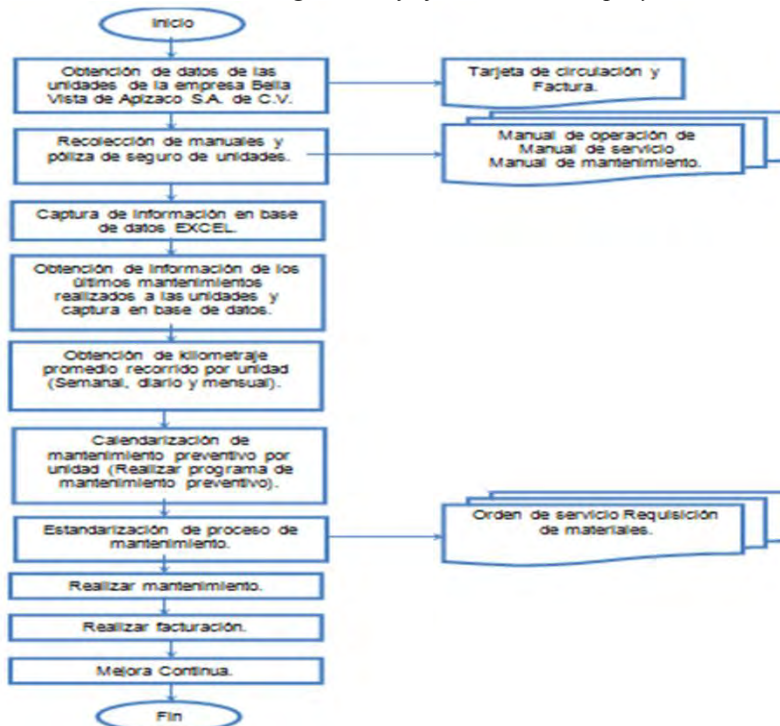 Inicio
Obtención de datos de las
unidades de la empresa Bella
Vista de Apizaco S.A. de C.V.
Tarjeta de circulación y
Factura.
Recolección de manuales y
póliza de seguro de unidades.
Manual de operación de
Manual de servicio
Manual de mantenimiento.
Captura de información en base
de datos EXCEL.
Obtención de información de los
últimos mantenimientos
realizados a las unidades y
captura en base de datos.
Obtención de kilometraje
promedio recorrido por unidad
(Semanal, diario y mensual).
Calendarización de
mantenimiento preventivo por
unidad (Realizar programa de
mantenimiento preventivo).
Estandarización de proceso de
mantenimiento.
Orden de servicio Requisición
de materiales.
Realizar mantenimiento.
Realizar facturación.
Mejora Continua.
Fin